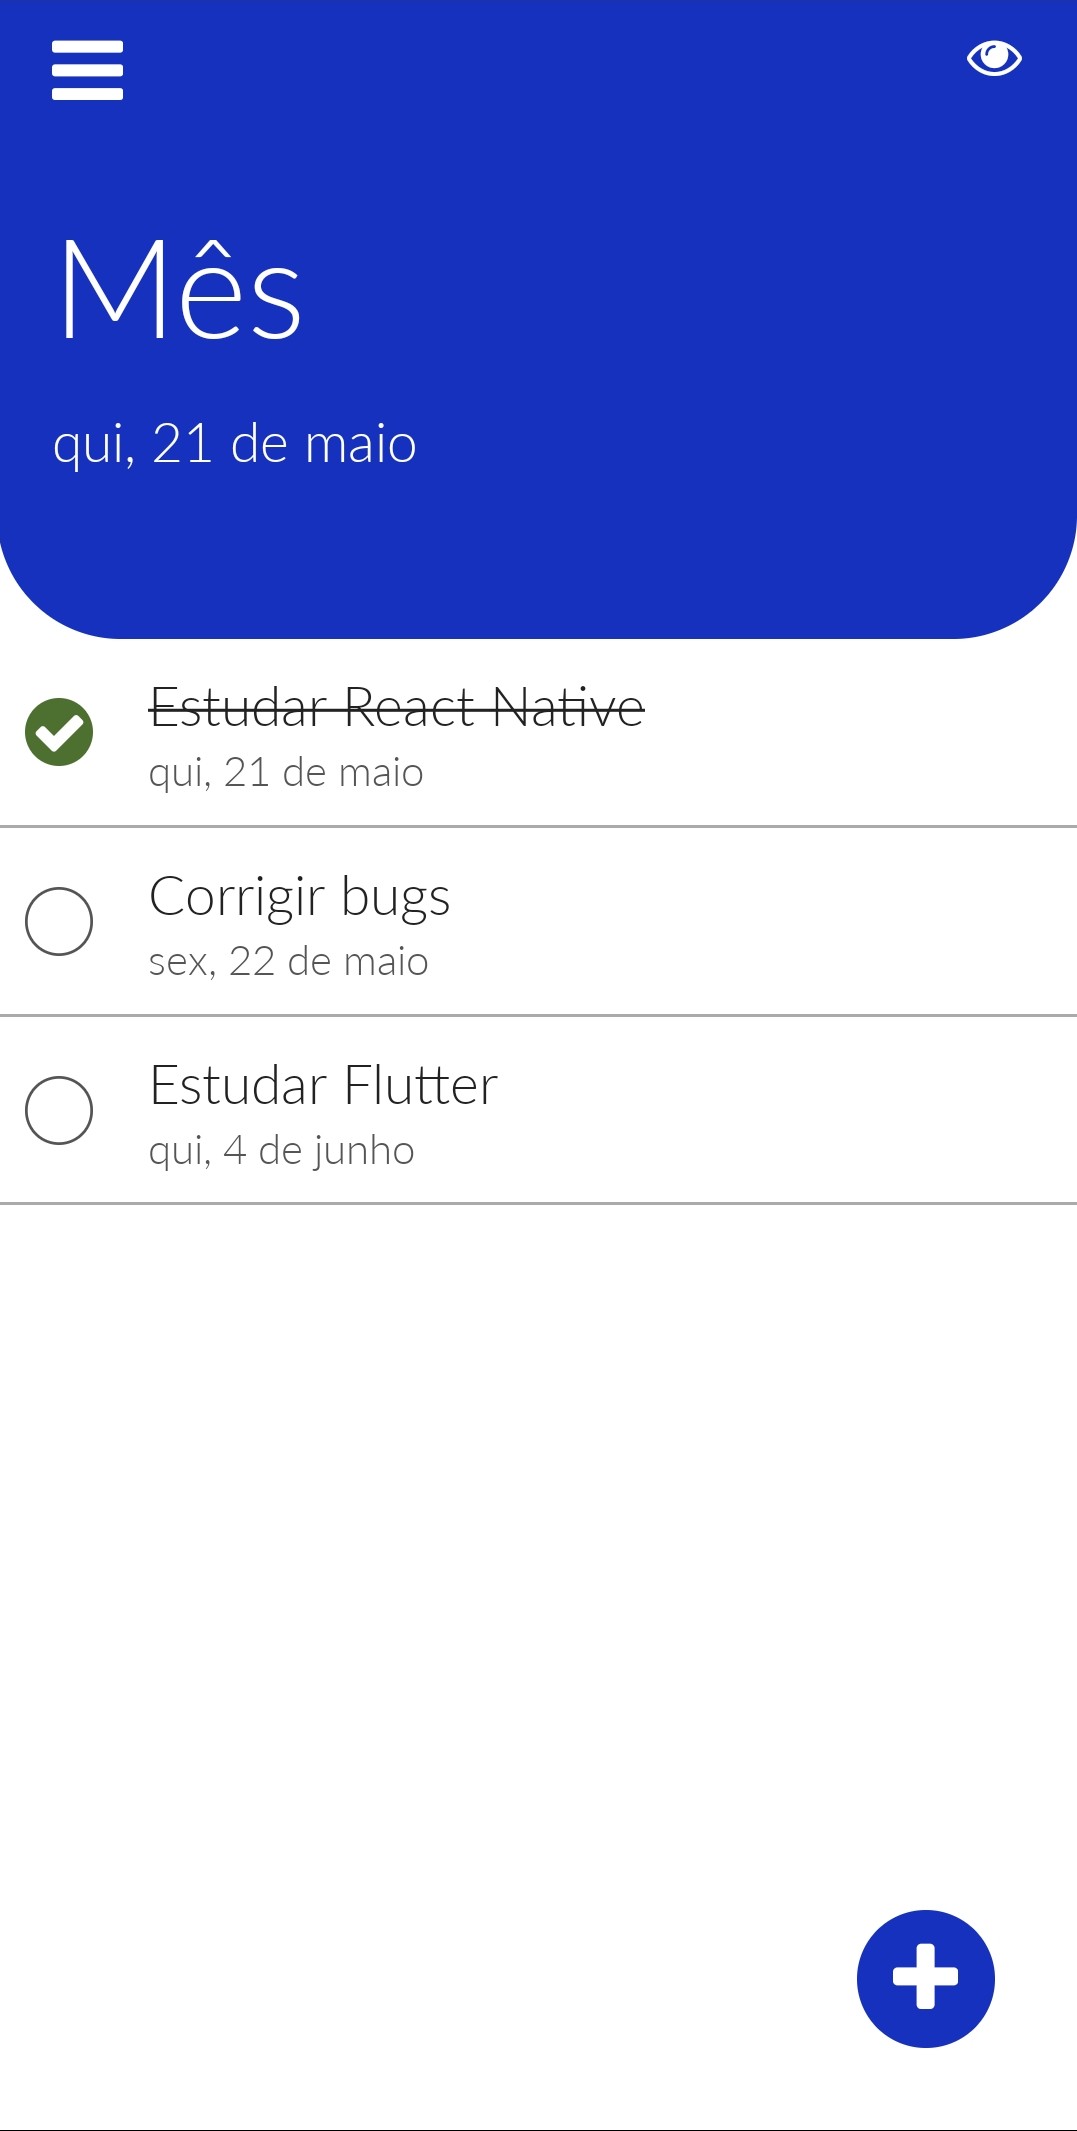 Mês
qui, 21 de maio
Estudar React Native
qui, 21 de maio
Corrigir bugs
sex, 22 de maio
Estudar Flutter
qui, 4 de junho